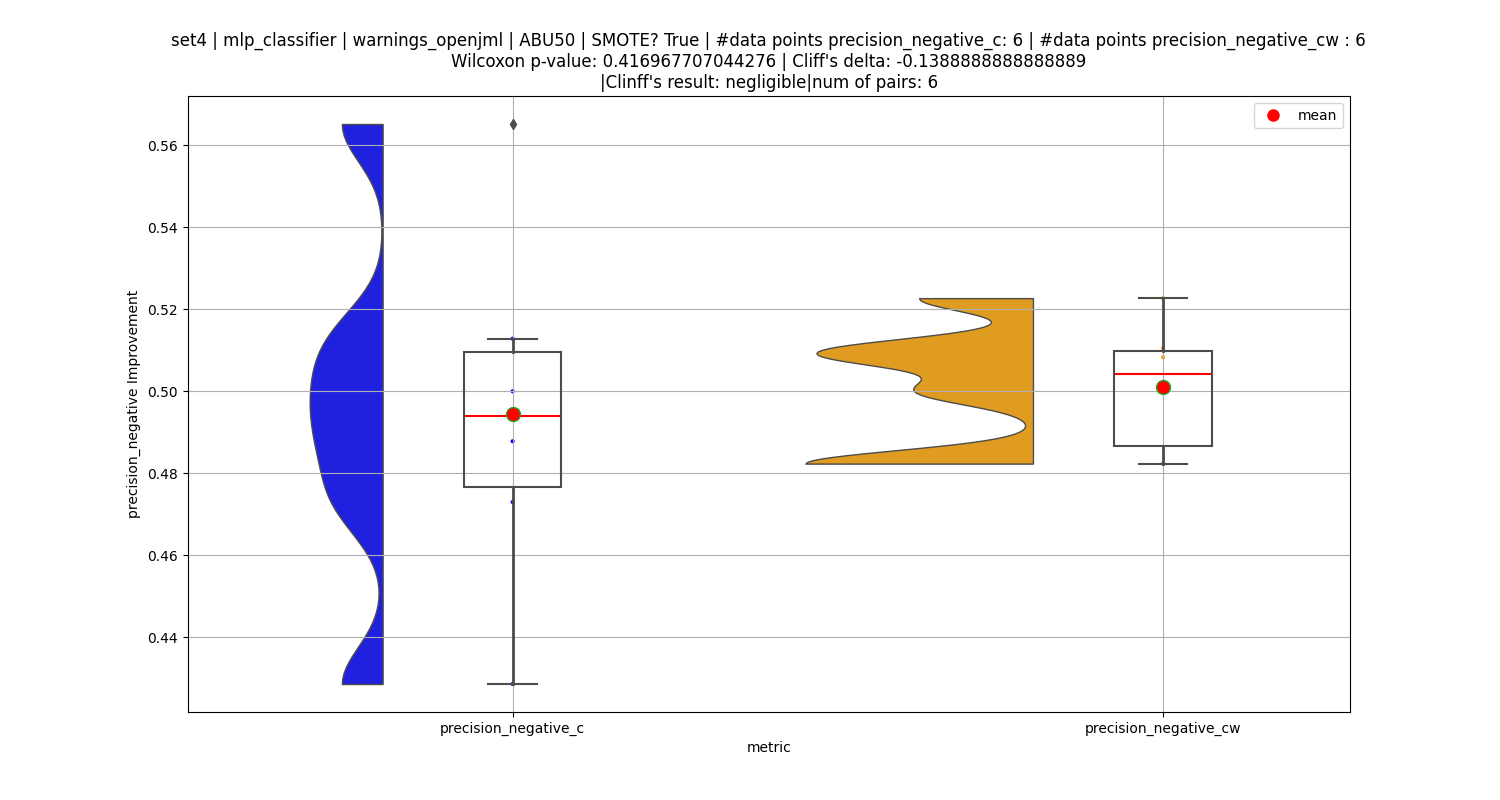 set4 | mlp_classifier | warnings_openjml | ABU50 | SMOTE? True | #data points precision_negative_c: 6 | #data points precision_negative_cw : 6
Wilcoxon p-value: 0.416967707044276 | Cliff's delta: -0.1388888888888889
|Clinff's result: negligible|num of pairs: 6
mean
0.56
0.54
0.52
0.50
0.48
0.46
0.44
precision_negative Improvement
precision_negative_c
precision_negative_cw
metric